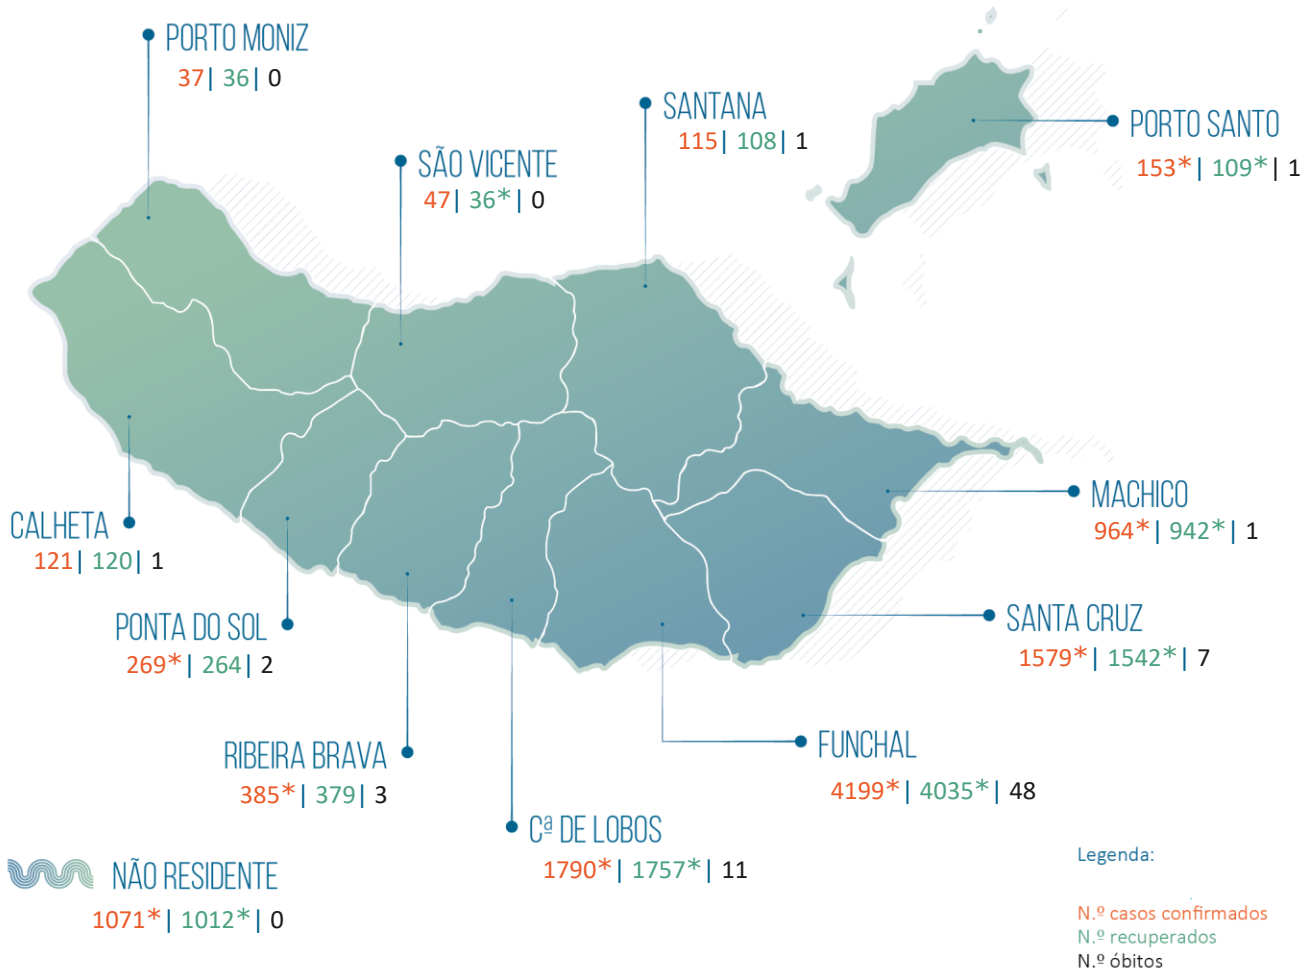 PORTO MONIZ
37| 36| 0
SANTANA
115| 108| 1
PORTO SANTO
153*| 109*| 1
SÃO VICENTE
47| 36*| 0
MACHICO
964*| 942*| 1
CALHETA
121| 120| 1
PONTA DO SOL
269*| 264| 2
SANTA CRUZ
1579*| 1542*| 7
RIBEIRA BRAVA
385*| 379| 3
FUNCHAL
4199*| 4035*| 48
Cª DE LOBOS
1790*| 1757*| 11
NÃO RESIDENTE
1071*| 1012*| 0
Legenda:
N.º casos confirmados
N.º recuperados
N.º óbitos